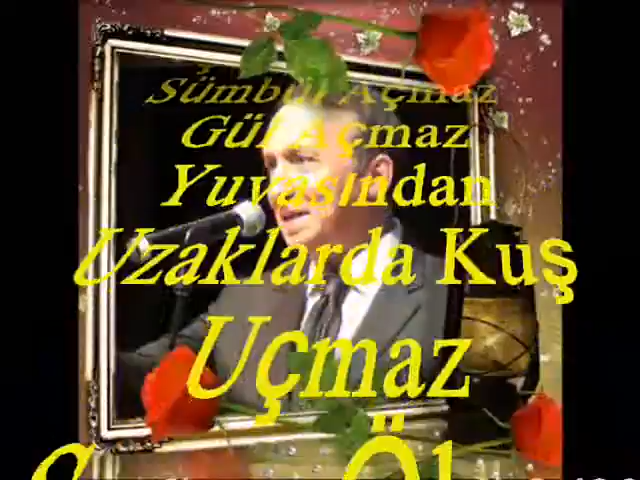 Sümbül Açmaz
Gül Açmaz
Yuvasından
Uzaklarda Kuş
Uçmaz